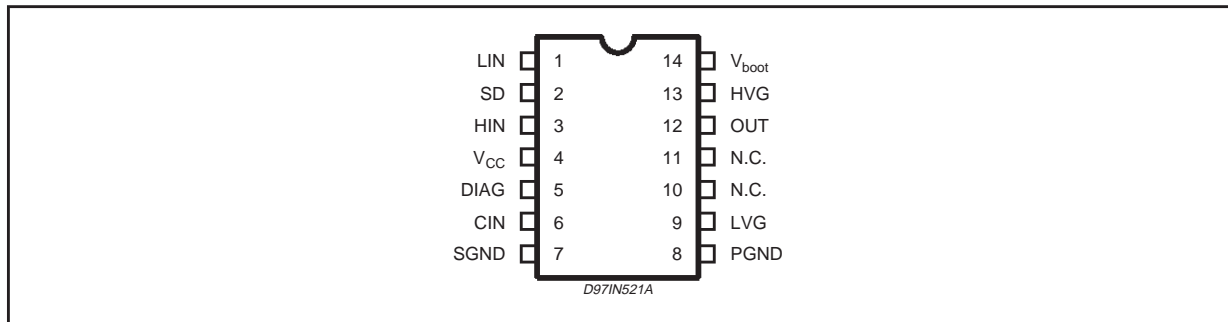 LIN 1 14 Vboot
SD 2 13 HVG
HIN 3 12 OUT
VCC 4 11 N.C.
DIAG 5 10 N.C.
CIN 6 9 LVG
SGND 7 8 PGND
D97IN521A